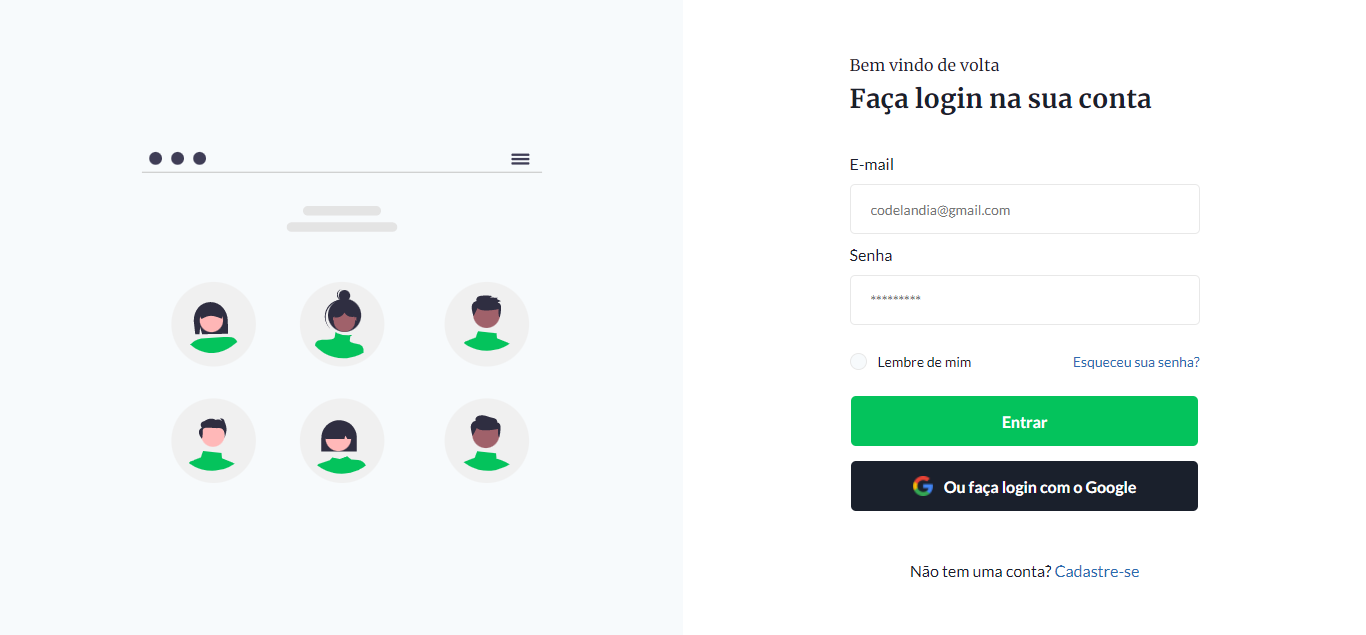 Bem vindo de volta
Faça login na sua conta
E-mail
codelandia@gmail.com
Senha
*********
Lembre de mim
Esqueceu sua senha?
Entrar
Ou faça login com o Google
Não tem uma conta? Cadastre-se